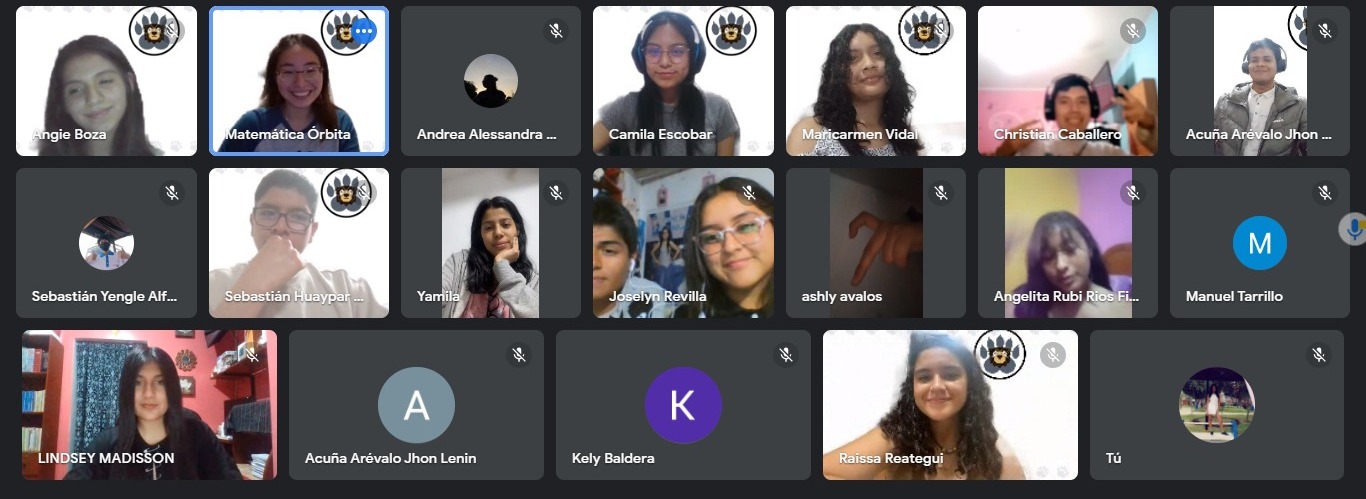 Angie Boza
Matemática Órbita
Andrea Alessandra ...
Camila Escobar
Maricarmen Vidal
Christian Caballero
Acuña Arévalo Jhon ...
Sebastián Yengle Alf...
Sebastián Huaypar ...
Yamila
Joselyn Revilla
ashly avalos
Angelita Rubi Rios Fi...
M
Manuel Tarrillo
LINDSEY MADISSON
A
Acuña Arévalo Jhon Lenin
K
Kely Baldera
Raissa Reategui
Tú